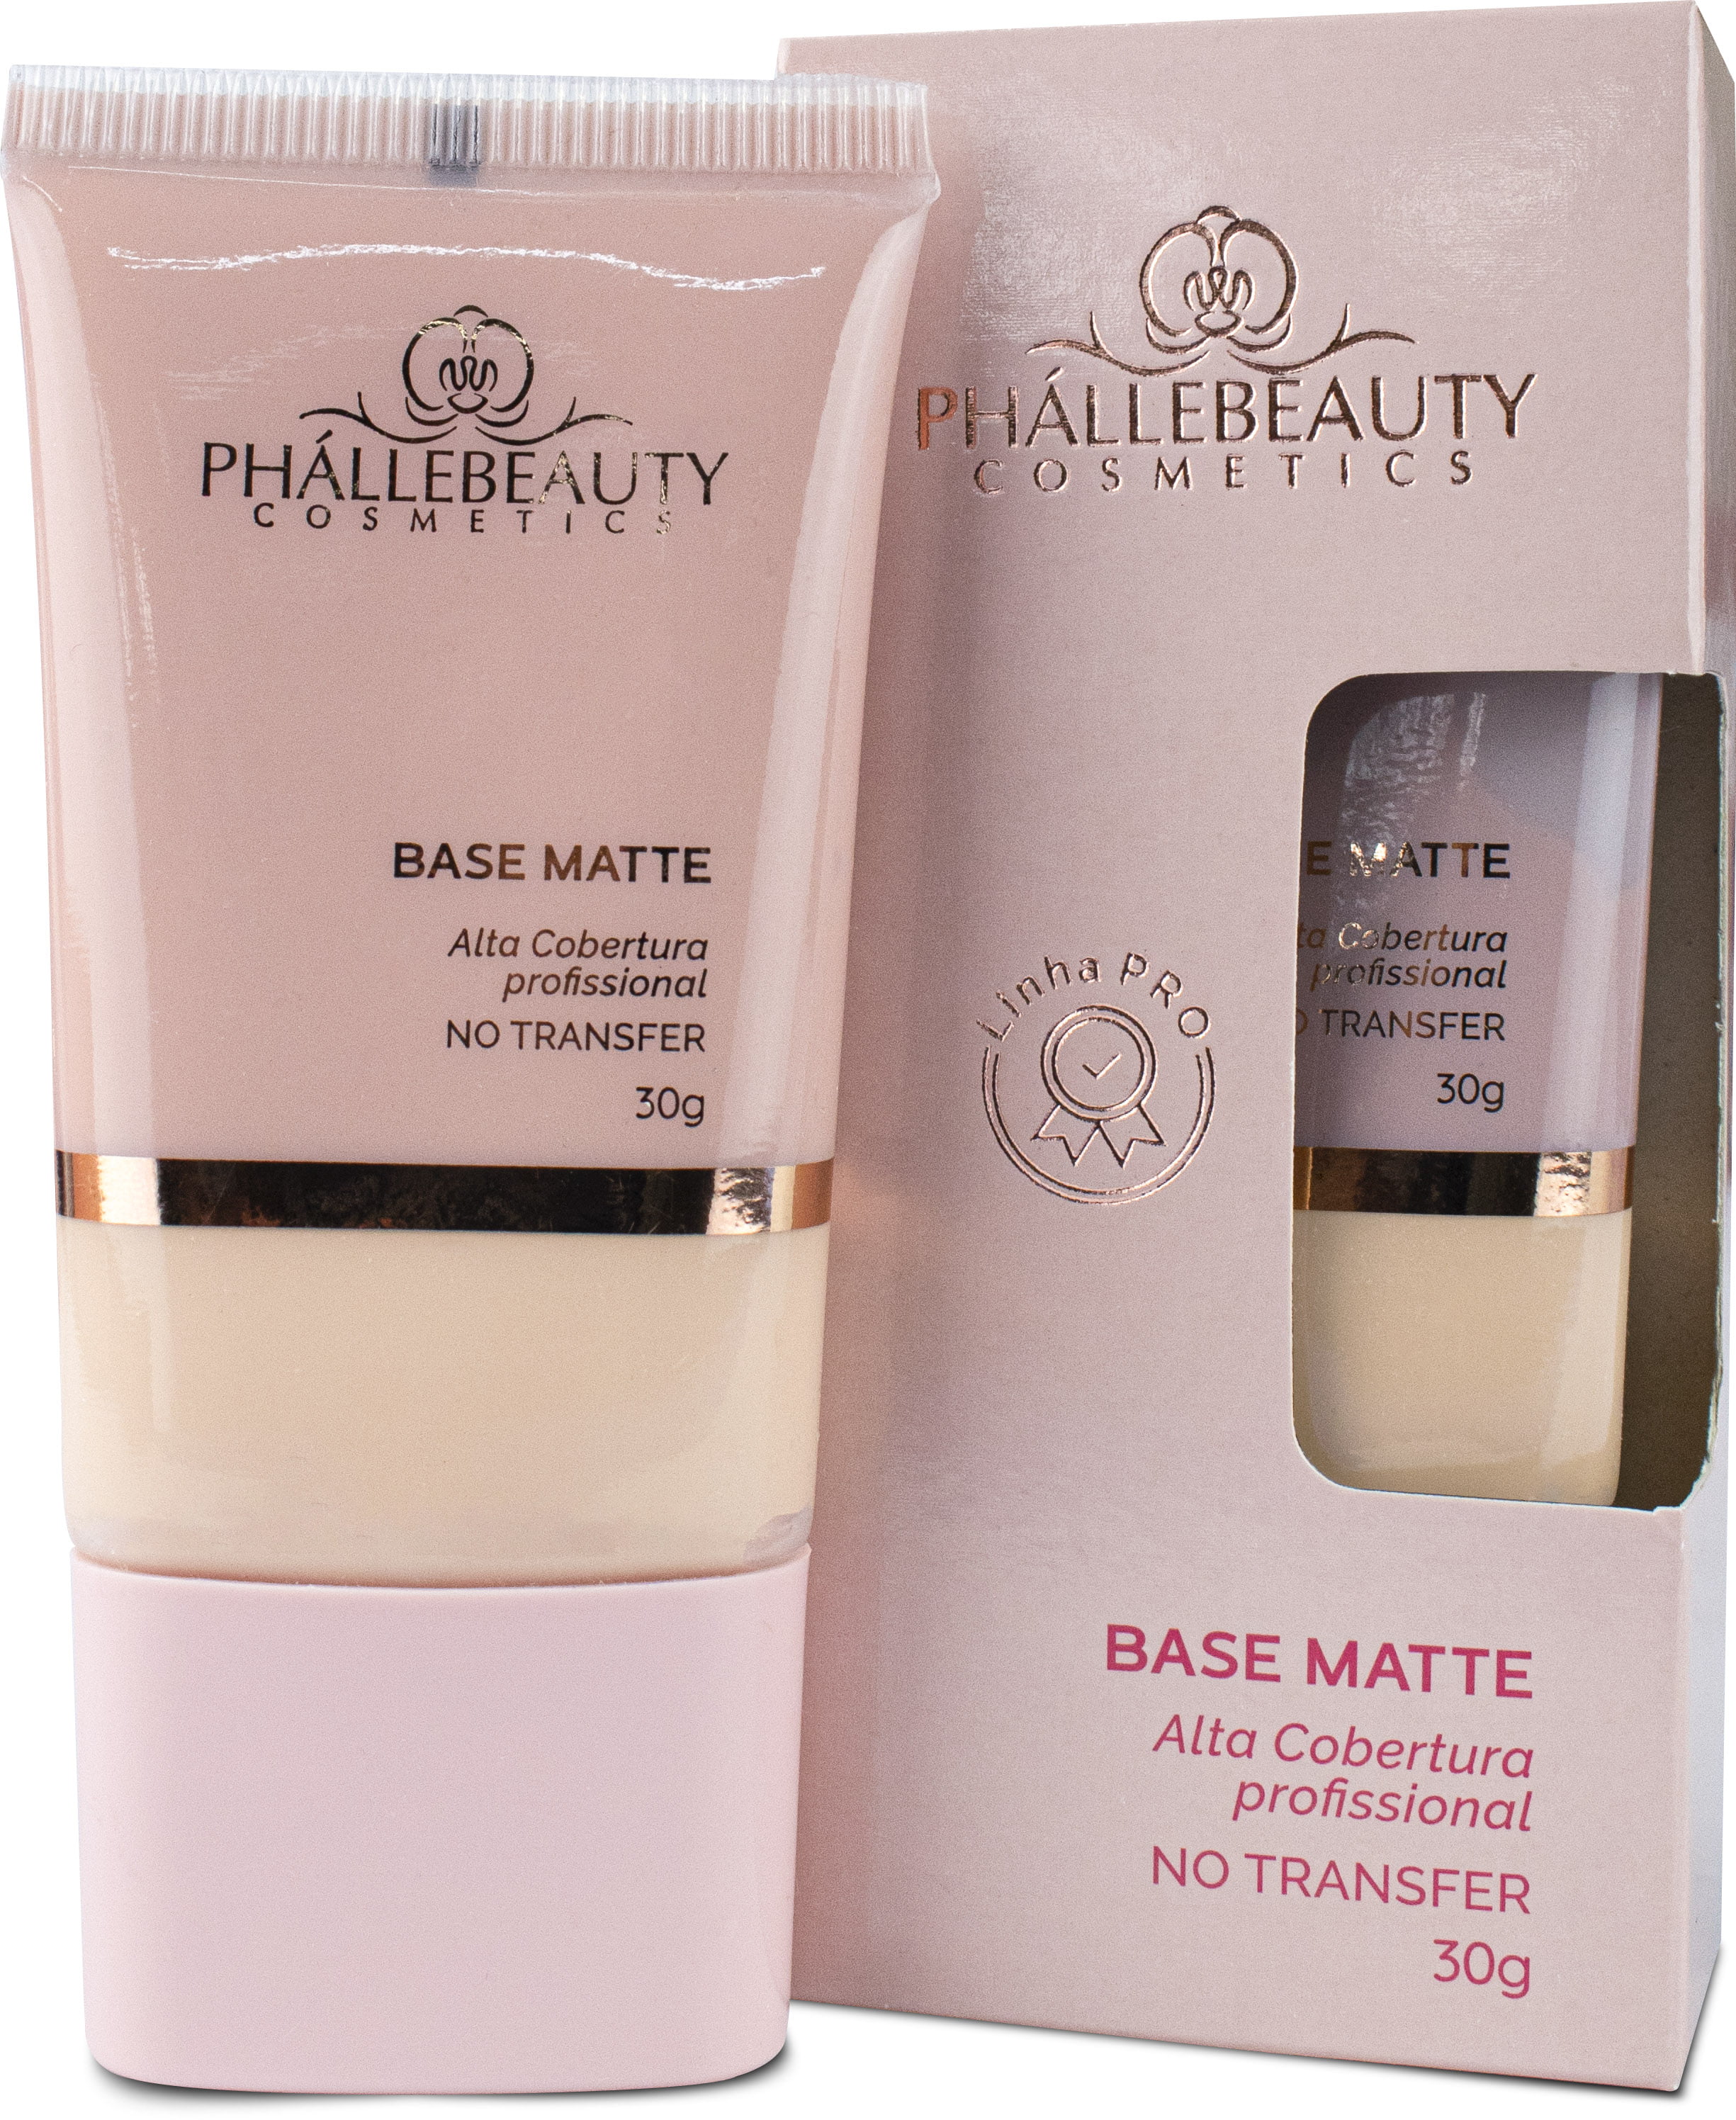 PHÁLLEBEAUTY
COSMETICS
BASE MATTE
Alta Cobertura
profissional
NO TRANSFER
30g
PHÁLLEBEAUTY
COSMETICS
Linha PRO
E MATTE
ta Cobertura
profissional
O TRANSFER
30g
BASE MATTE
Alta Cobertura
profissional
NO TRANSFER
30g